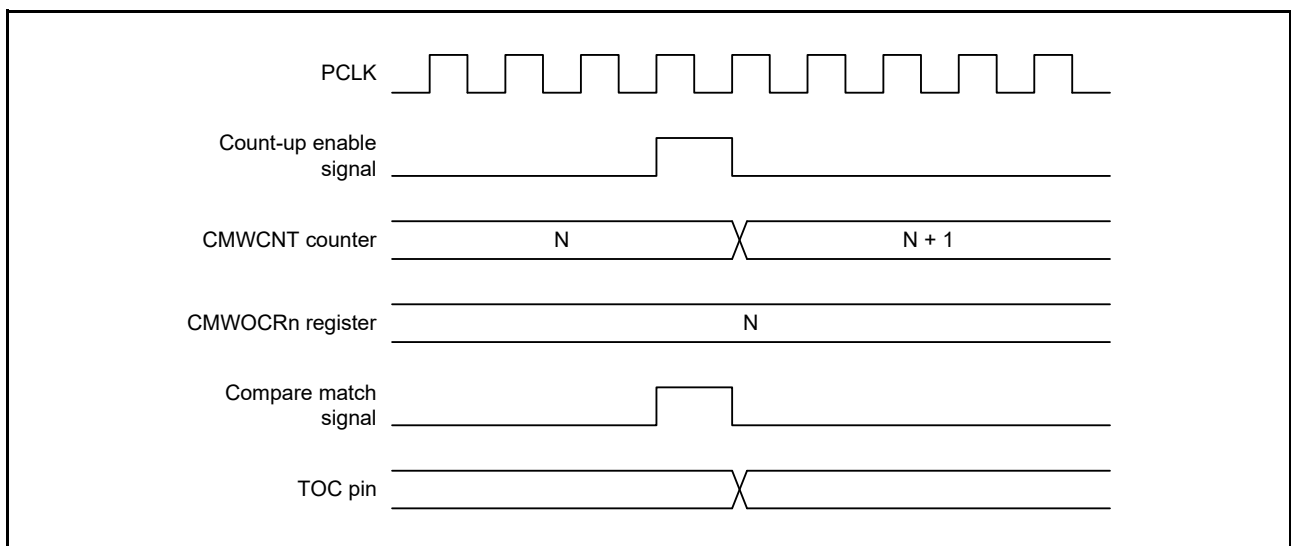 PCLK
Count-up enable
signal
CMWCNT counter
N
N + 1
CMWOCRn register
N
Compare match
signal
TOC pin